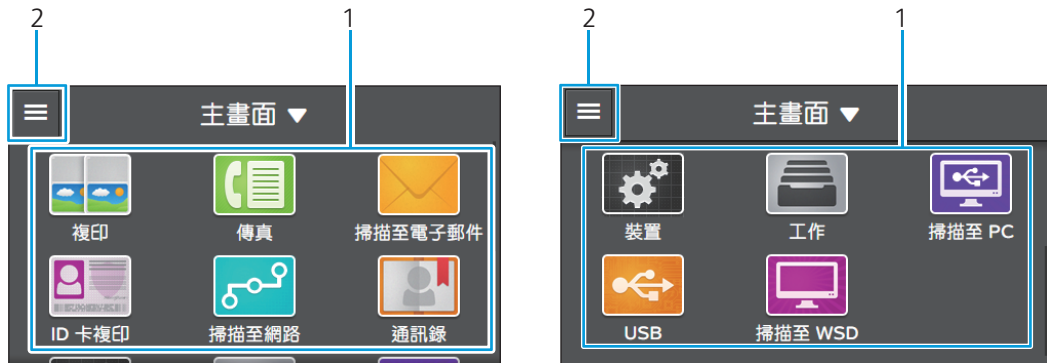 2 1
主畫面 ▼
複印 傳真 掃描至電子郵件
ID 卡複印 掃描至網路 通訊錄
2 1
主畫面 ▼
裝置 工作 掃描至 PC
USB 掃描至 WSD